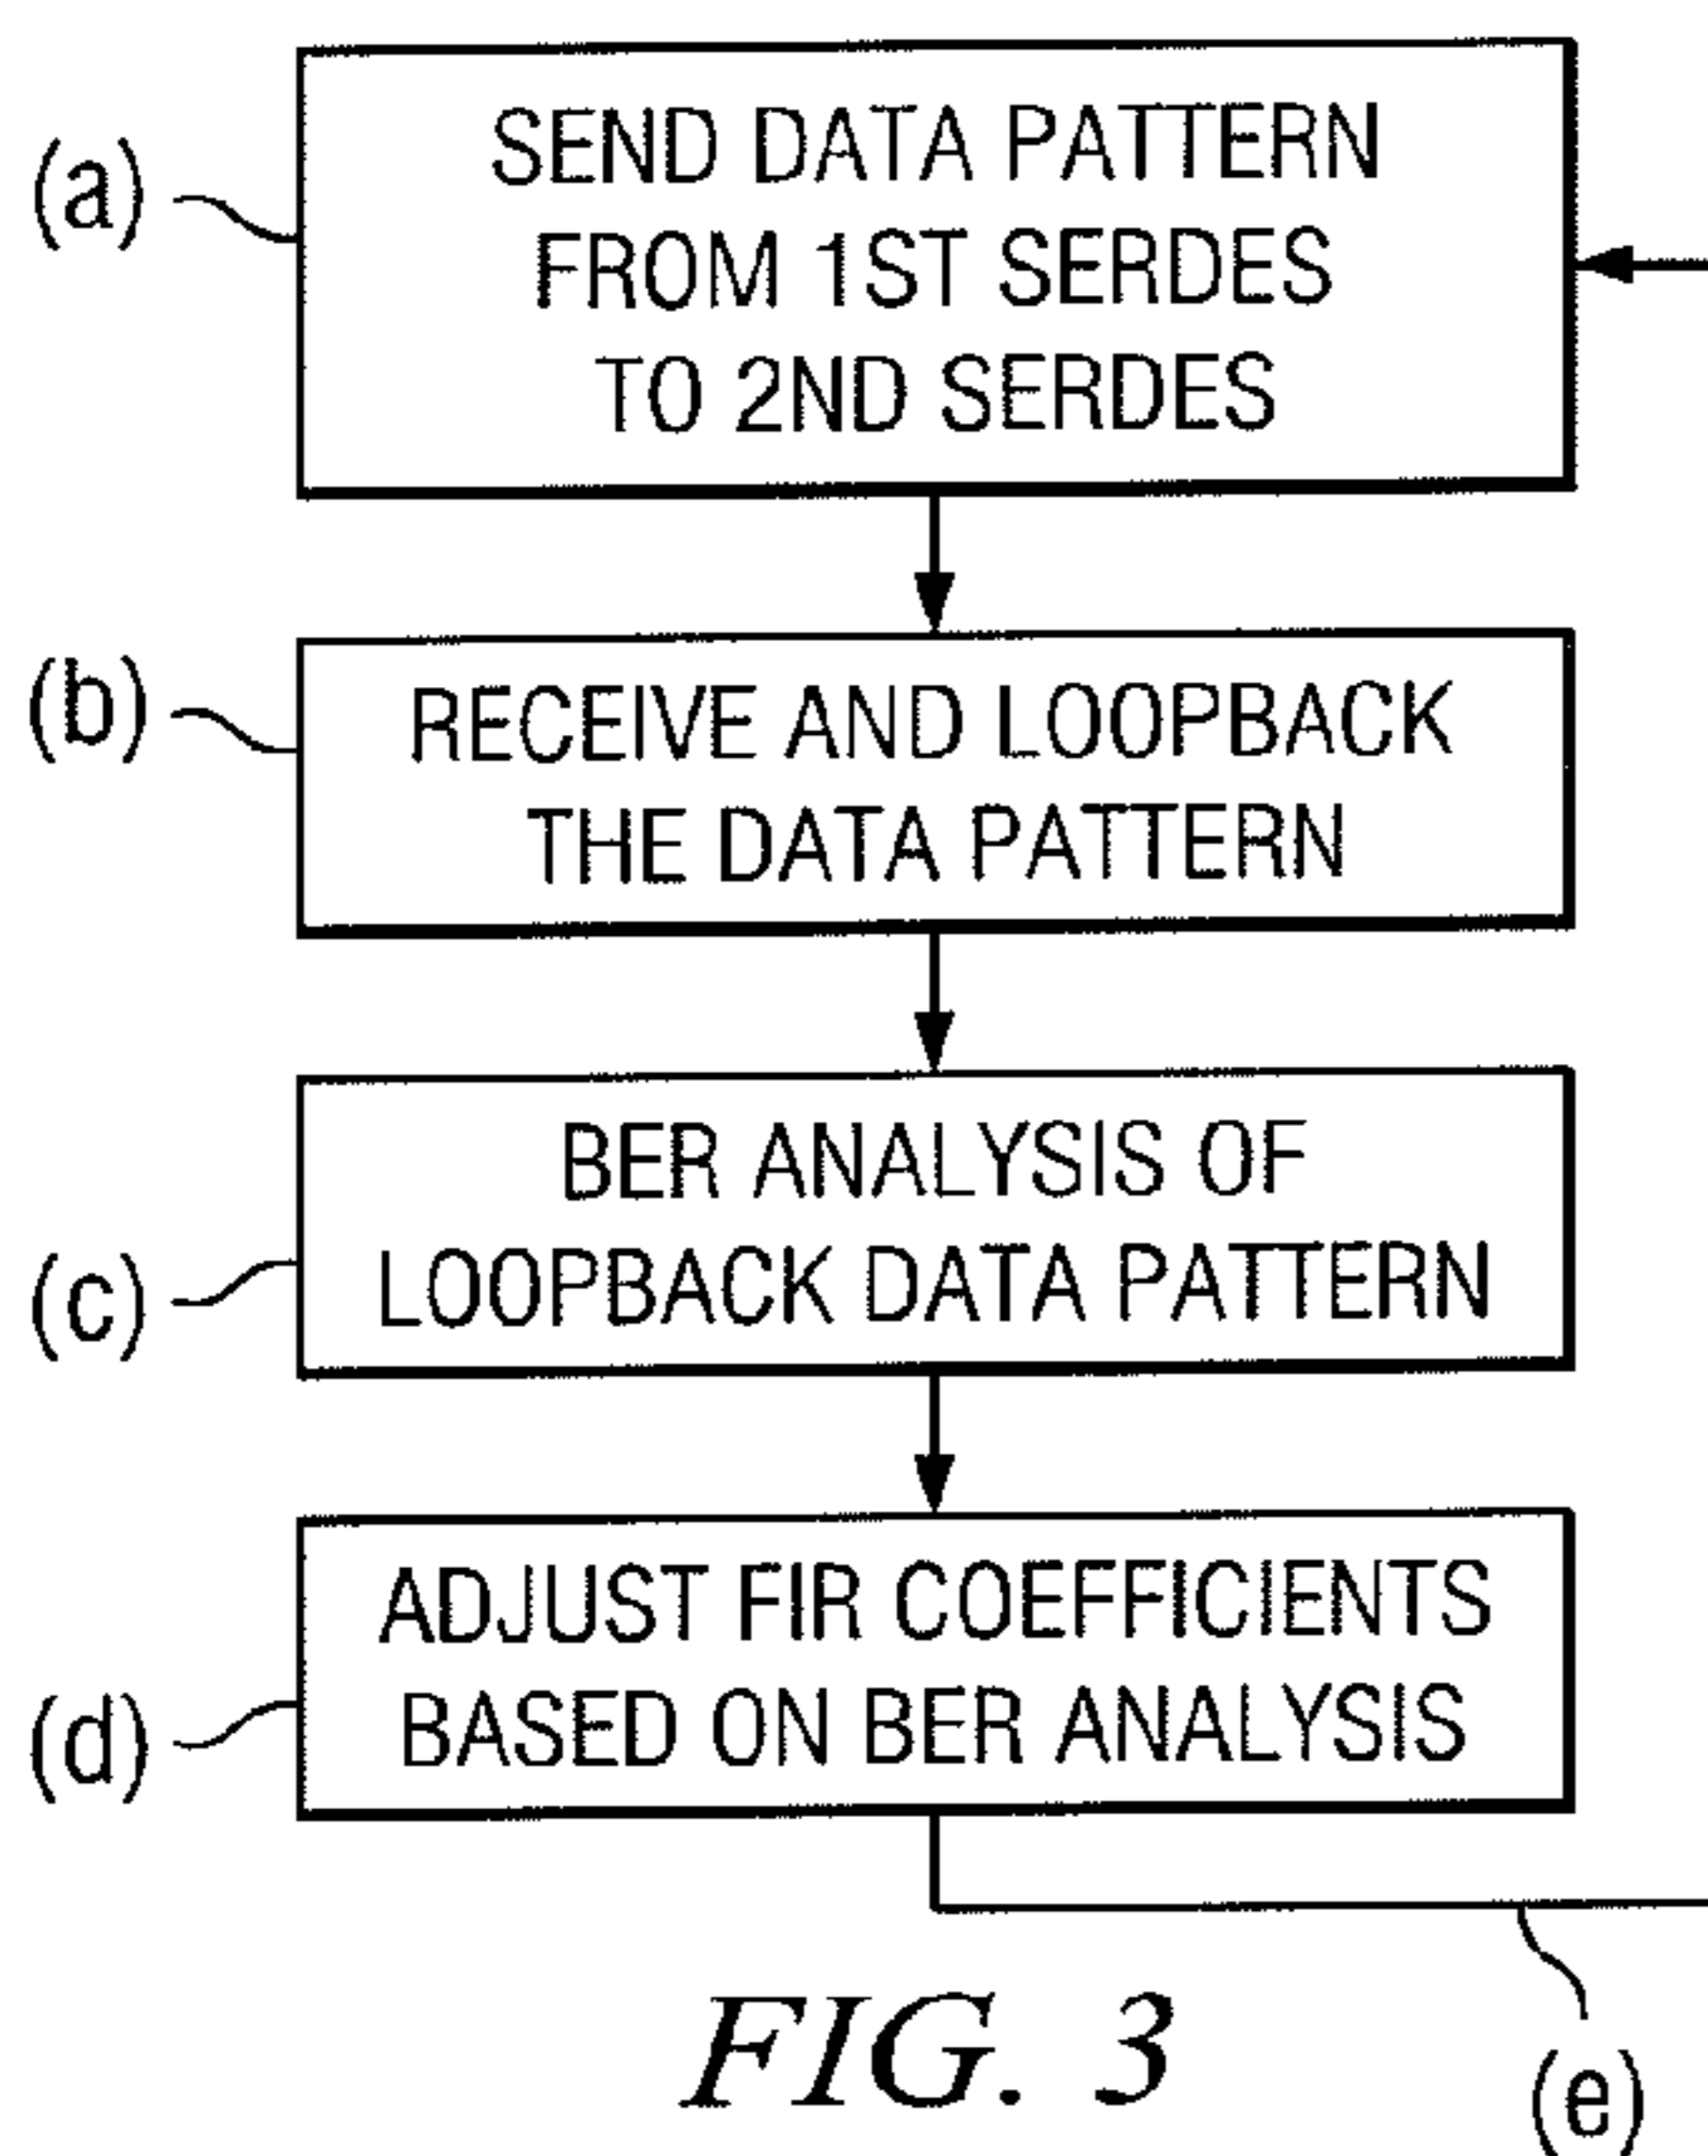 (a)
SEND DATA PATTERN
FROM 1ST SERDES
TO 2ND SERDES
(b)
RECEIVE AND LOOPBACK
THE DATA PATTERN
(c)
BER ANALYSIS OF
LOOPBACK DATA PATTERN
(d)
ADJUST FIR COEFFICIENTS
BASED ON BER ANALYSIS
(e)
FIG. 3